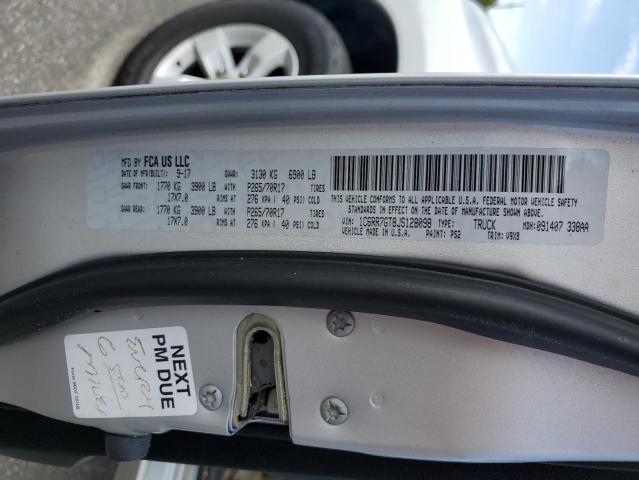 MFD BY FCA US LLC
DATE OF MFR(BUILT): 9-17 GVWR: 3130 KG 6900 LB
GAWR FRONT: 1770 KG 3900 LB WITH P265/70R17 TIRES
17X7.0 RIMS AT 276 KPA ( 40 PSI) COLD
GAWR REAR: 1770 KG 3900 LB WITH P265/70R17 TIRES
17X7.0 RIMS AT 276 KPA ( 40 PSI) COLD
THIS VEHICLE CONFORMS TO ALL APPLICABLE U.S.A. FEDERAL MOTOR VEHICLE SAFETY
STANDARDS IN EFFECT ON THE DATE OF MANUFACTURE SHOWN ABOVE
VIN: 1C6RR7GT8JS128098 TYPE: TRUCK MDH: 091407 338AA
PAINT: PS2 TRIM: V9X8
NEXT
PM DUE
EVERY
6500
MILES